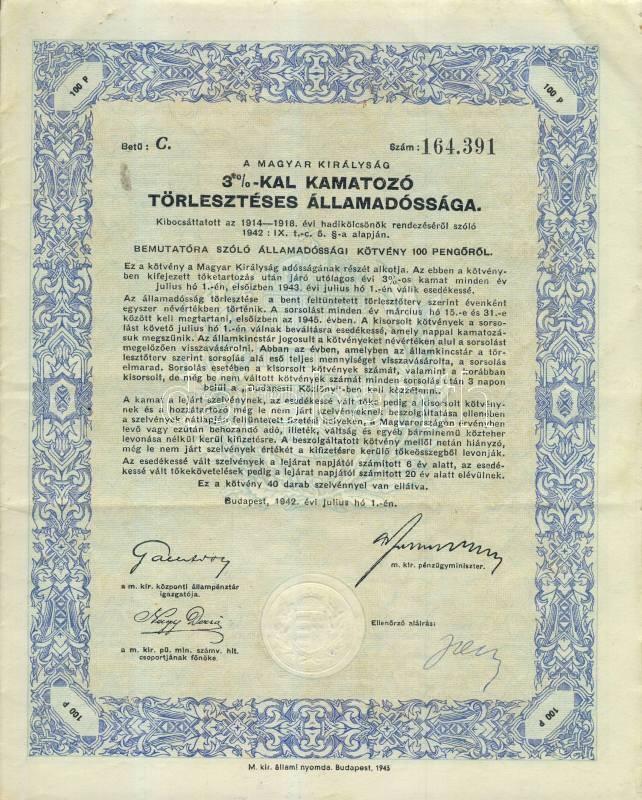 100 P
100 P
Betű: C.
Szám: 164.391
A MAGYAR KIRÁLYSÁG
3%-KAL KAMATOZÓ
TÖRLESZTÉSES ÁLLAMADÓSSÁGA.
Kibocsáttatott az 1914—1918. évi hadikölcsönök rendezéséről szóló
1942: IX. t.-c. 5. §-a alapján.
BEMUTATÓRA SZÓLÓ ÁLLAMADÓSSÁGI KÖTVÉNY 100 PENGŐRŐL.
Ez a kötvény a Magyar Királyság adósságának részét alkotja. Az ebben a kötvény-
ben kifejezett tőketartozás után járó utólagos évi 3%-os kamat minden év
július hó 1.-én, elsőízben 1943. évi július hó 1.-én válik esedékessé.
Az államadósság törlesztése a bent feltüntetett törlesztőterv szerint évenként
egyszer névértékben történik. A sorsolást minden év március hó 15.-e és 31.-e
között kell megtartani, elsőízben az 1945. évben. A kisorsolt kötvények a sorso-
lást követő július hó 1.-én válnak beváltásra esedékessé, amely nappal kamatozá-
suk megszűnik. Az államkincstár jogosult a kötvényeket névértéken alul a sorsolást
megelőzően visszavásárolni. Abban az évben, amelyben az államkincstár a tör-
lesztőterv szerint sorsolás alá eső teljes mennyiséget visszavásárolta, a sorsolás
elmarad. Sorsolás esetében a kisorsolt kötvények számát, valamint a korábban
kisorsolt, de még be nem váltott kötvények számát minden sorsolás után 3 napon
belül a Budapesti Közlönyben kell közzétenni.
A kamat a lejárt szelvénynek, az esedékessé vált tőke pedig a kisorsolt kötvény-
nek és a hozzátartozó még le nem járt szelvényeknek beszolgáltatása ellenében
a szelvények hátlapján feltüntetett fizetési helyeken, a Magyarországon érvényben
levő vagy ezután behozandó adó, illeték, váltság és egyéb bárminemű közteher
levonása nélkül kerül kifizetésre. A beszolgáltatott kötvény mellől netán hiányzó,
még le nem járt szelvények értékét a kifizetésre kerülő tőkeösszegből levonják.
Az esedékessé vált szelvények a lejárat napjától számított 6 év alatt, az esedé-
kessé vált tőkekövetelések pedig a lejárat napjától számított 20 év alatt elévülnek.
Ez a kötvény 40 darab szelvénnyel van ellátva.
Budapest, 1942. évi július hó 1.-én.
m. kir. pénzügyminiszter.
a m. kir. központi állampénztár
igazgatója.
Nagy Dezső
Ellenőrző aláírás:
a m. kir. pü. min. számv. hlt.
csoportjának főnöke.
100 P
100 P
M. kir. állami nyomda. Budapest, 1943